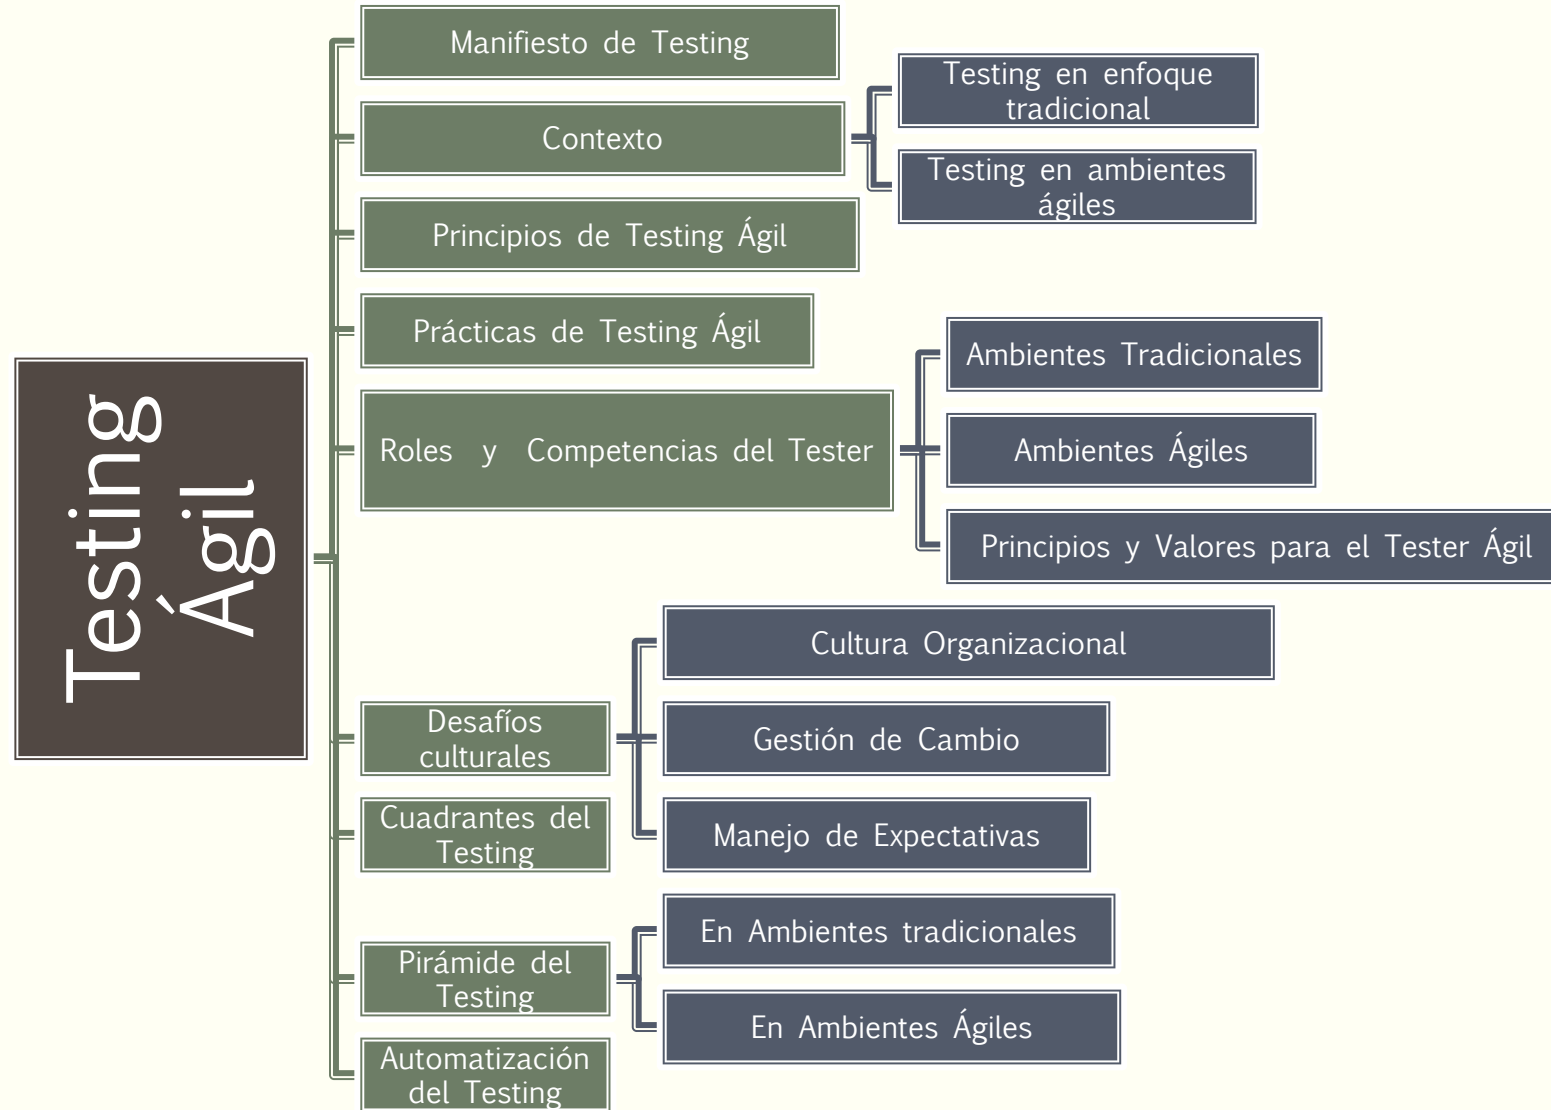 Testing
Ágil
Manifiesto de Testing
Contexto
Testing en enfoque
tradicional
Testing en ambientes
ágiles
Principios de Testing Ágil
Prácticas de Testing Ágil
Roles y Competencias del Tester
Ambientes Tradicionales
Ambientes Ágiles
Principios y Valores para el Tester Ágil
Desafíos
culturales
Cultura Organizacional
Gestión de Cambio
Manejo de Expectativas
Cuadrantes del
Testing
Pirámide del
Testing
En Ambientes tradicionales
En Ambientes Ágiles
Automatización
del Testing